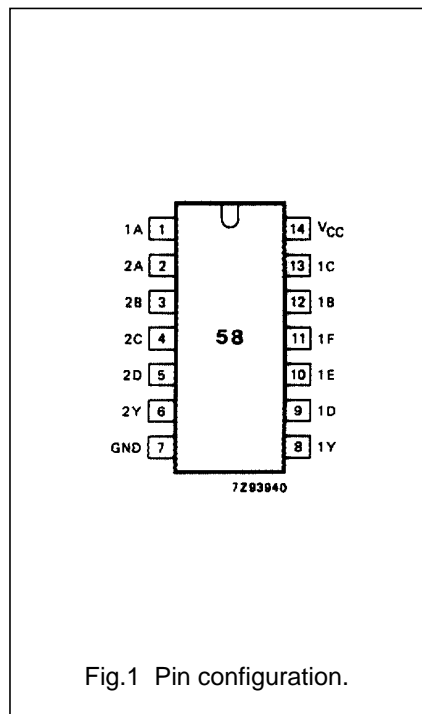 1A 1 14 VCC
2A 2 13 1C
2B 3 12 1B
2C 4 58 11 1F
2D 5 10 1E
2Y 6 9 1D
GND 7 8 1Y
7Z93940
Fig.1 Pin configuration.